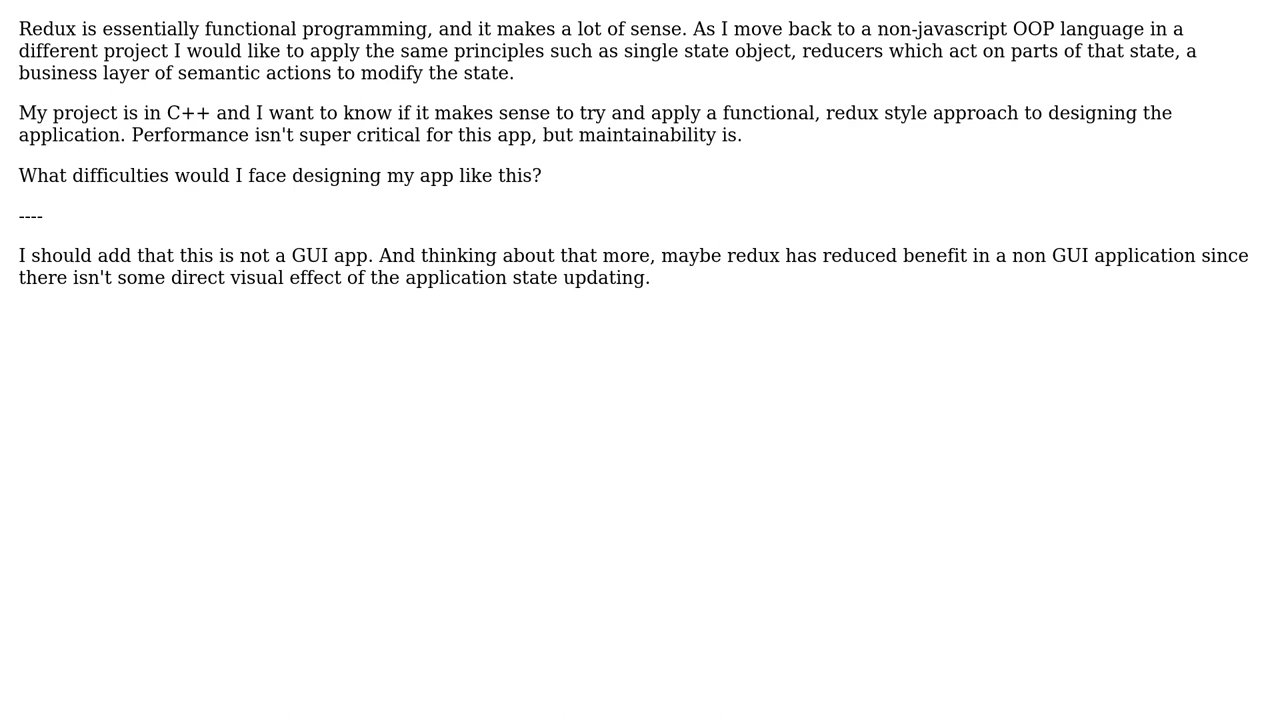 Redux is essentially functional programming, and it makes a lot of sense. As I move back to a non-javascript OOP language in a
different project I would like to apply the same principles such as single state object, reducers which act on parts of that state, a
business layer of semantic actions to modify the state.
My project is in C++ and I want to know if it makes sense to try and apply a functional, redux style approach to designing the
application. Performance isn't super critical for this app, but maintainability is.
What difficulties would I face designing my app like this?
----
I should add that this is not a GUI app. And thinking about that more, maybe redux has reduced benefit in a non GUI application since
there isn't some direct visual effect of the application state updating.